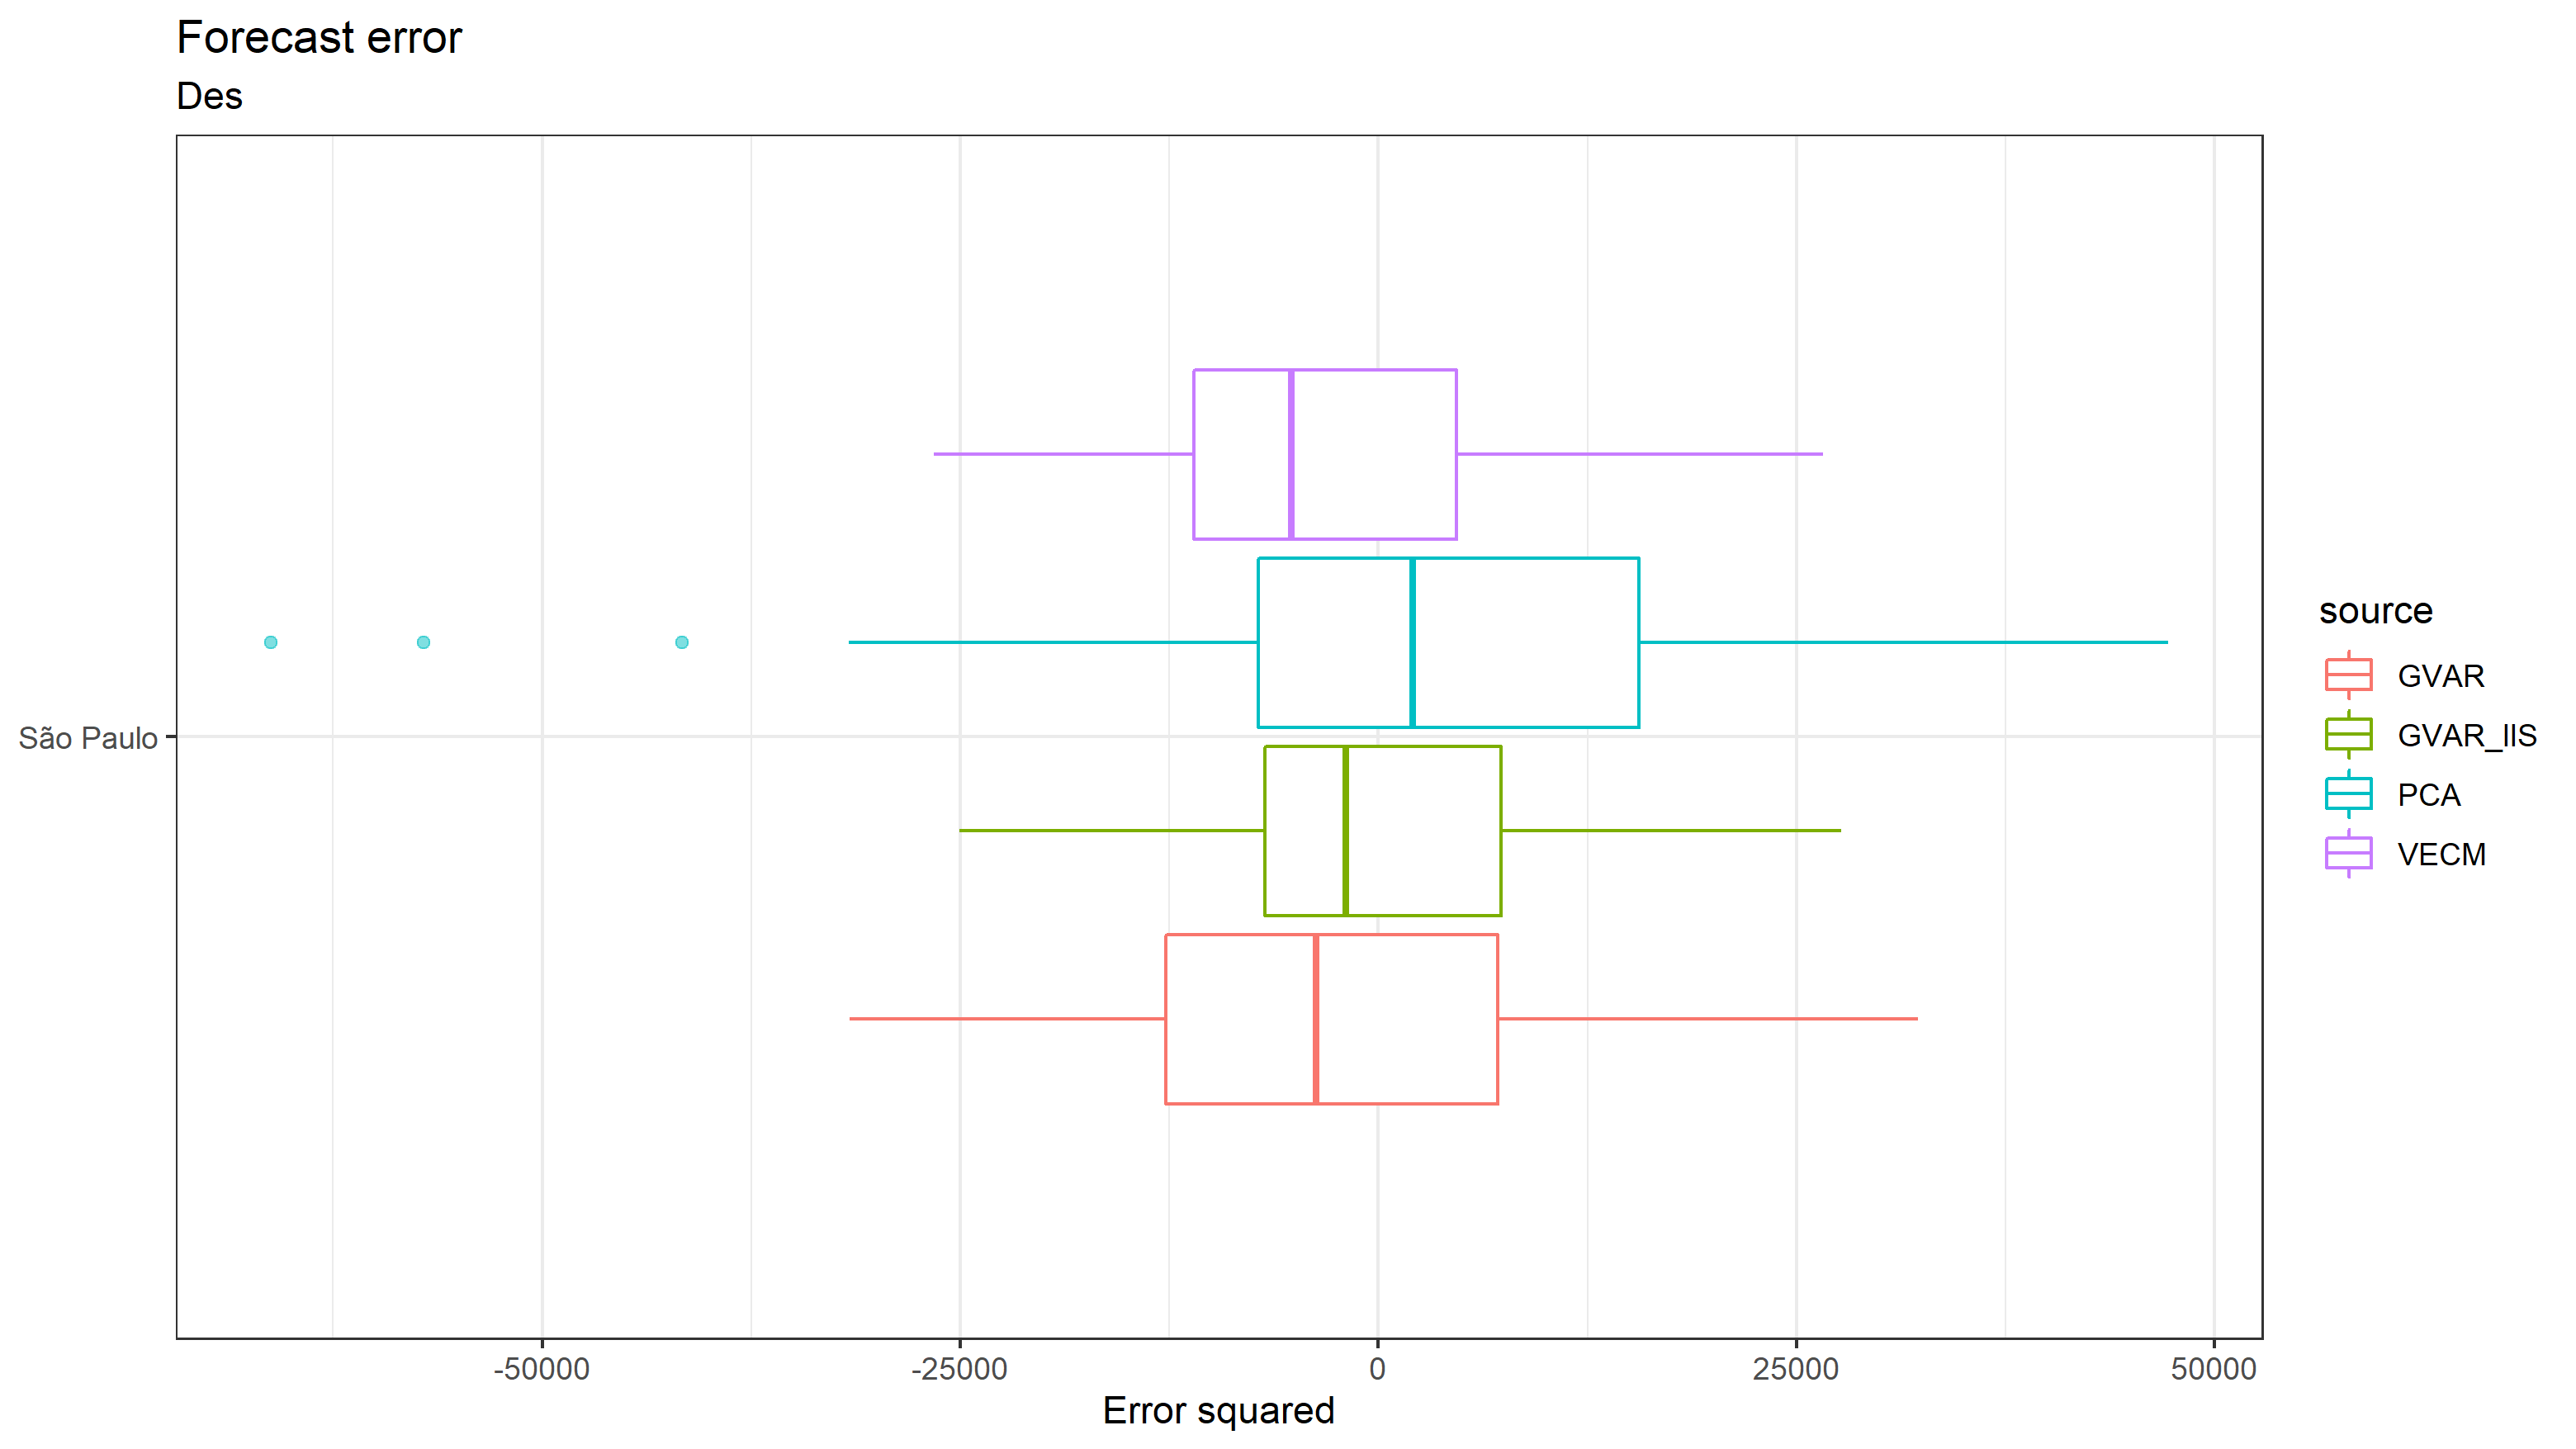 Forecast error
Des
São Paulo
-50000
-25000
0
25000
50000
Error squared
source
GVAR
GVAR_IIS
PCA
VECM